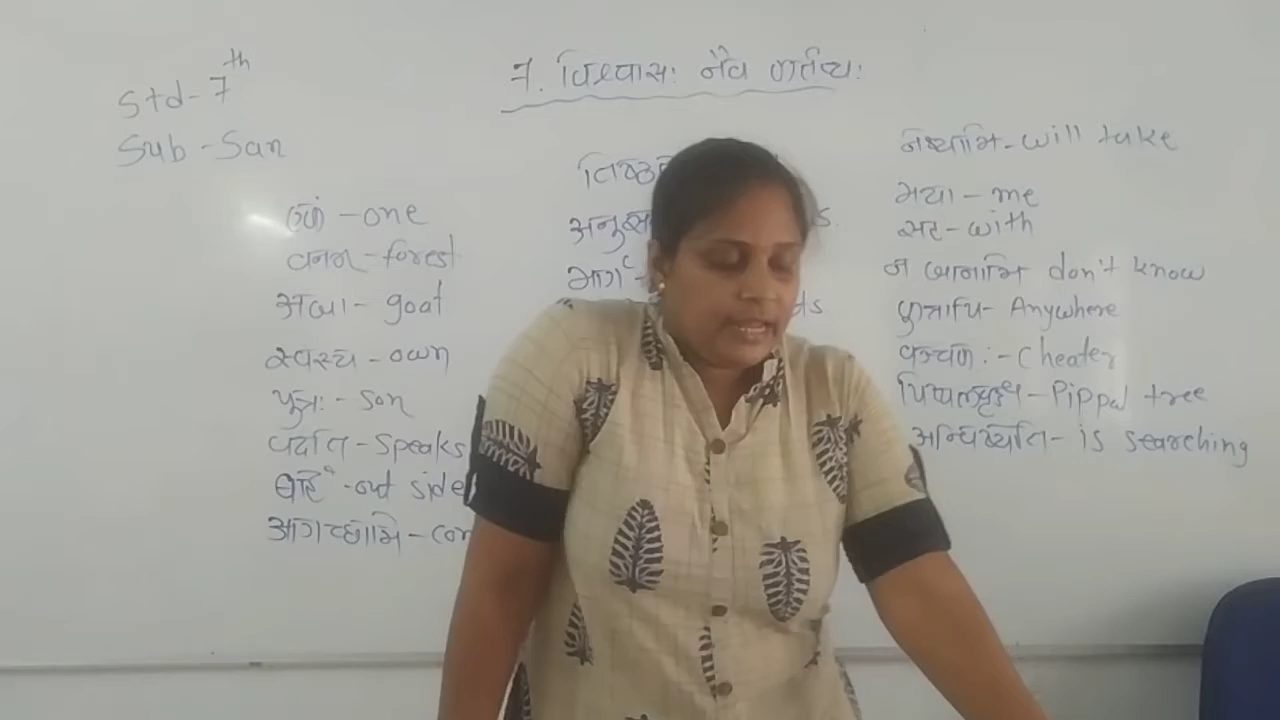 Std-7th
Sub-San
7. विश्वासः नैव कर्तव्यः
एकं - one
वनम् - forest
अजा - goat
स्वस्य - own
पुत्रः - son
वदति - speaks
बहिः - out side
आगच्छामि -
तिष्ठ
अनुस
मार्ग -
नेष्यामि - will take
मया - me
सह - with
न जानामि don't know
कुत्रापि - Anywhere
वञ्चकः - Cheater
पिप्पलवृक्ष - Pippal tree
अन्विष्यति - is searching